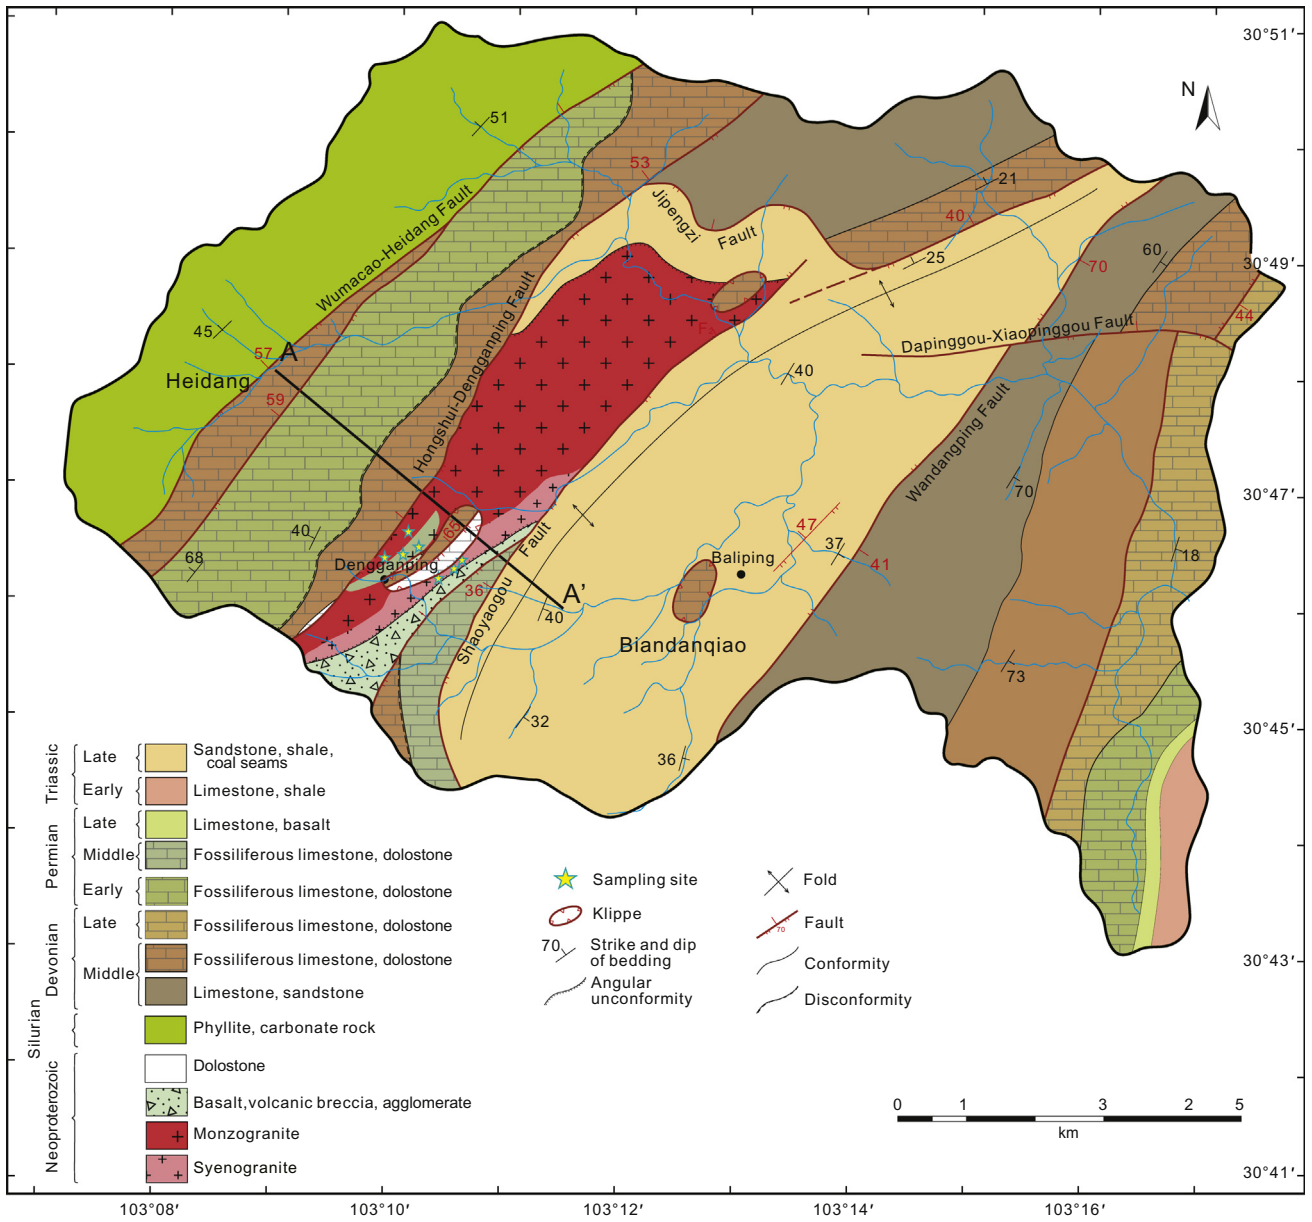 30°51′
N
51
53
21
Jipengzi
Fault
40
60
25
70
30°49′
Wumacao-Heidang Fault
45
44
Dapinggou-Xiaopinggou Fault
57
A
Heidang
59
40
Hongshui-Dengganping Fault
Wandangping Fault
70
30°47′
40
65
47
37
Fault
68
Dengganping
Baliping
18
41
36
A’
40
Shaoyaogou
Biandanqiao
73
32
36
30°45′
Triassic
Late
Sandstone, shale,
coal seams
Early
Limestone, shale
Permian
Late
Limestone, basalt
Middle
Fossiliferous limestone, dolostone
Early
Fossiliferous limestone, dolostone
Devonian
Late
Fossiliferous limestone, dolostone
Middle
Fossiliferous limestone, dolostone
Limestone, sandstone
Silurian
Phyllite, carbonate rock
Neoproterozoic
Dolostone
Basalt,volcanic breccia, agglomerate
Monzogranite
Syenogranite
Sampling site
Klippe
70
Strike and dip
of bedding
Angular
unconformity
Fold
70
Fault
Conformity
Disconformity
30°43′
0 1 3 2 5
km
30°41′
103°08′ 103°10′ 103°12′ 103°14′ 103°16′